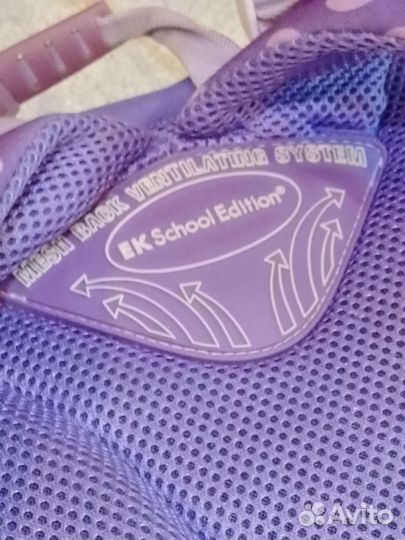 MESH BACK VENTILATING SYSTEM
EK School Edition®
Avito